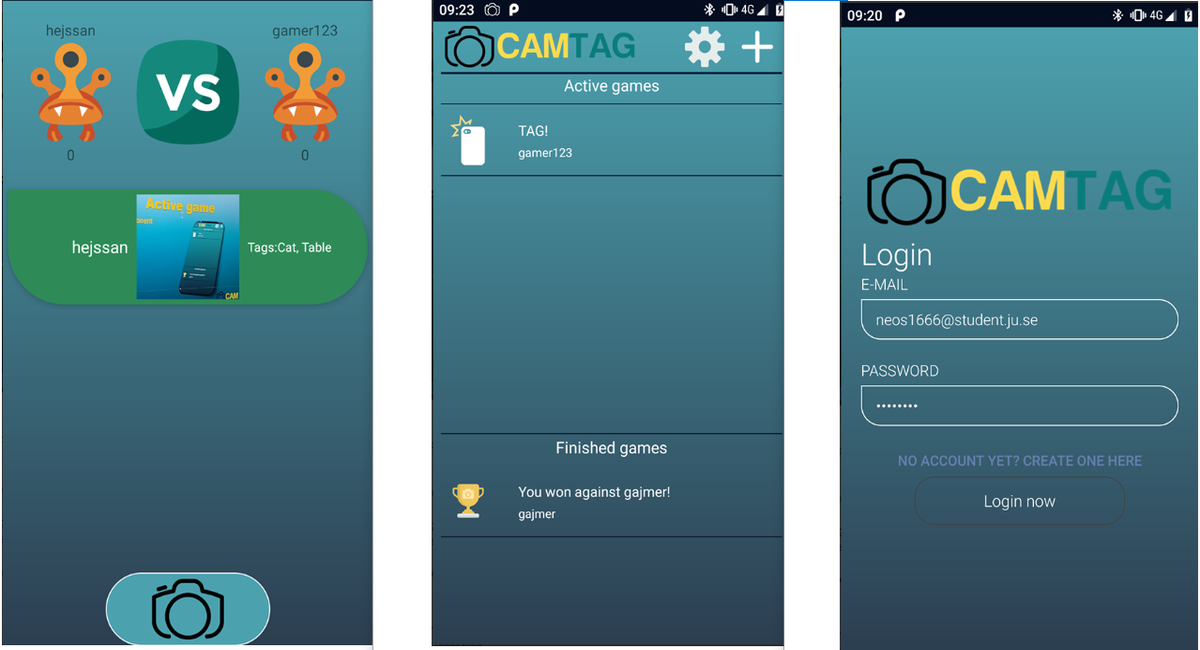 hejssan
gamer123
VS
0
0
hejssan
Active game
Tags:Cat, Table
CAM
09:23
4G
CAMTAG
Active games
TAG!
gamer123
Finished games
You won against gajmer!
gajmer
09:20
4G
CAMTAG
Login
E-MAIL
neos1666@student.ju.se
PASSWORD
••••••••
NO ACCOUNT YET? CREATE ONE HERE
Login now